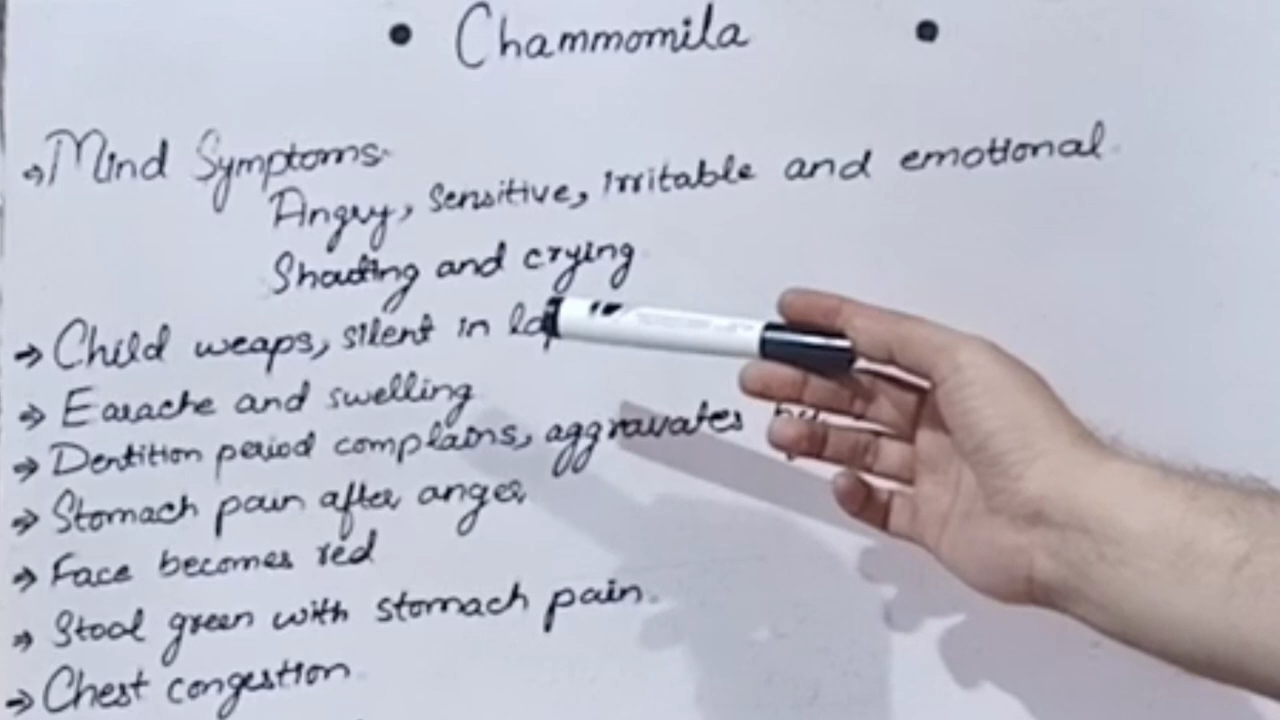 • Chammomila •
⇒ Mind Symptoms
Angry, Sensitive, irritable and emotional
Shouting and crying
⇒ Child weaps, silent in
⇒ Earache and swelling
⇒ Dentition period complains, aggravates
⇒ Stomach pain after anger
⇒ Face becomes red
⇒ Stool green with stomach pain.
⇒ Chest congestion